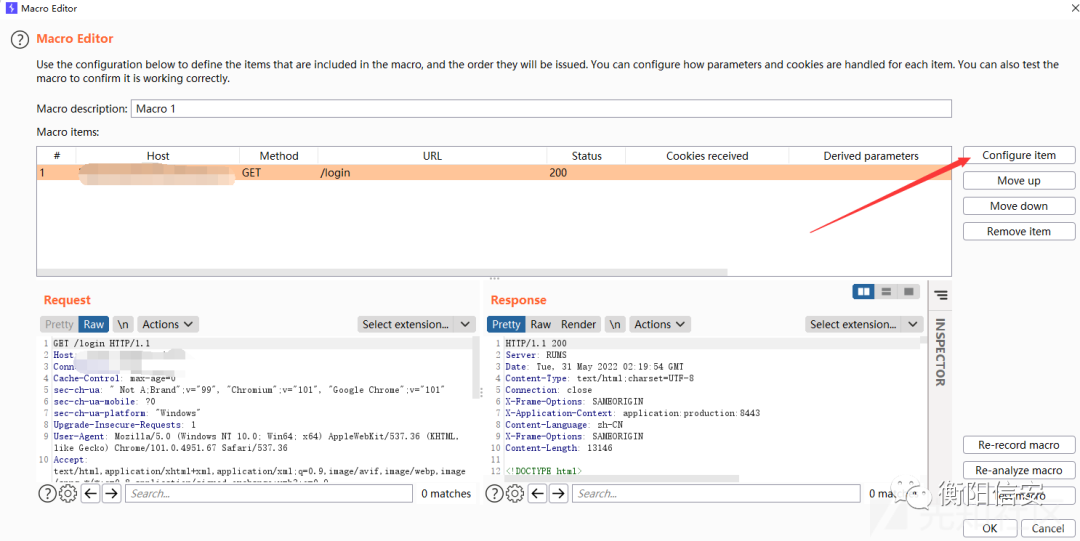 Macro Editor
Macro Editor
Use the configuration below to define the items that are included in the macro, and the order they will be issued. You can configure how parameters and cookies are handled for each item. You can also test the
macro to confirm it is working correctly.
Macro description: Macro 1
Macro items:
# Host Method URL Status Cookies received Derived parameters
1 GET /login 200
Configure item
Move up
Move down
Remove item
Request
Pretty Raw \n Actions Select extension...
1 GET /login HTTP/1.1
2 Host:
3 Conn
4 Cache-Control: max-age=0
5 sec-ch-ua: " Not A;Brand";v="99", "Chromium";v="101", "Google Chrome";v="101"
6 sec-ch-ua-mobile: ?0
7 sec-ch-ua-platform: "Windows"
8 Upgrade-Insecure-Requests: 1
9 User-Agent: Mozilla/5.0 (Windows NT 10.0; Win64; x64) AppleWebKit/537.36 (KHTML,
like Gecko) Chrome/101.0.4951.67 Safari/537.36
10 Accept:
text/html,application/xhtml+xml,application/xml;q=0.9,image/avif,image/webp,image
Search... 0 matches
Response
Pretty Raw Render \n Actions Select extension...
1 HTTP/1.1 200
2 Server: RUMS
3 Date: Tue, 31 May 2022 02:19:54 GMT
4 Content-Type: text/html;charset=UTF-8
5 Connection: close
6 X-Frame-Options: SAMEORIGIN
7 X-Application-Context: application:production:8443
8 Content-Language: zh-CN
9 X-Frame-Options: SAMEORIGIN
10 Content-Length: 13146
11
12 <!DOCTYPE html>
Search... 0 ma
INSPECTOR
Re-record macro
Re-analyze macro
macro
衡阳信安
先知社区
OK Cancel